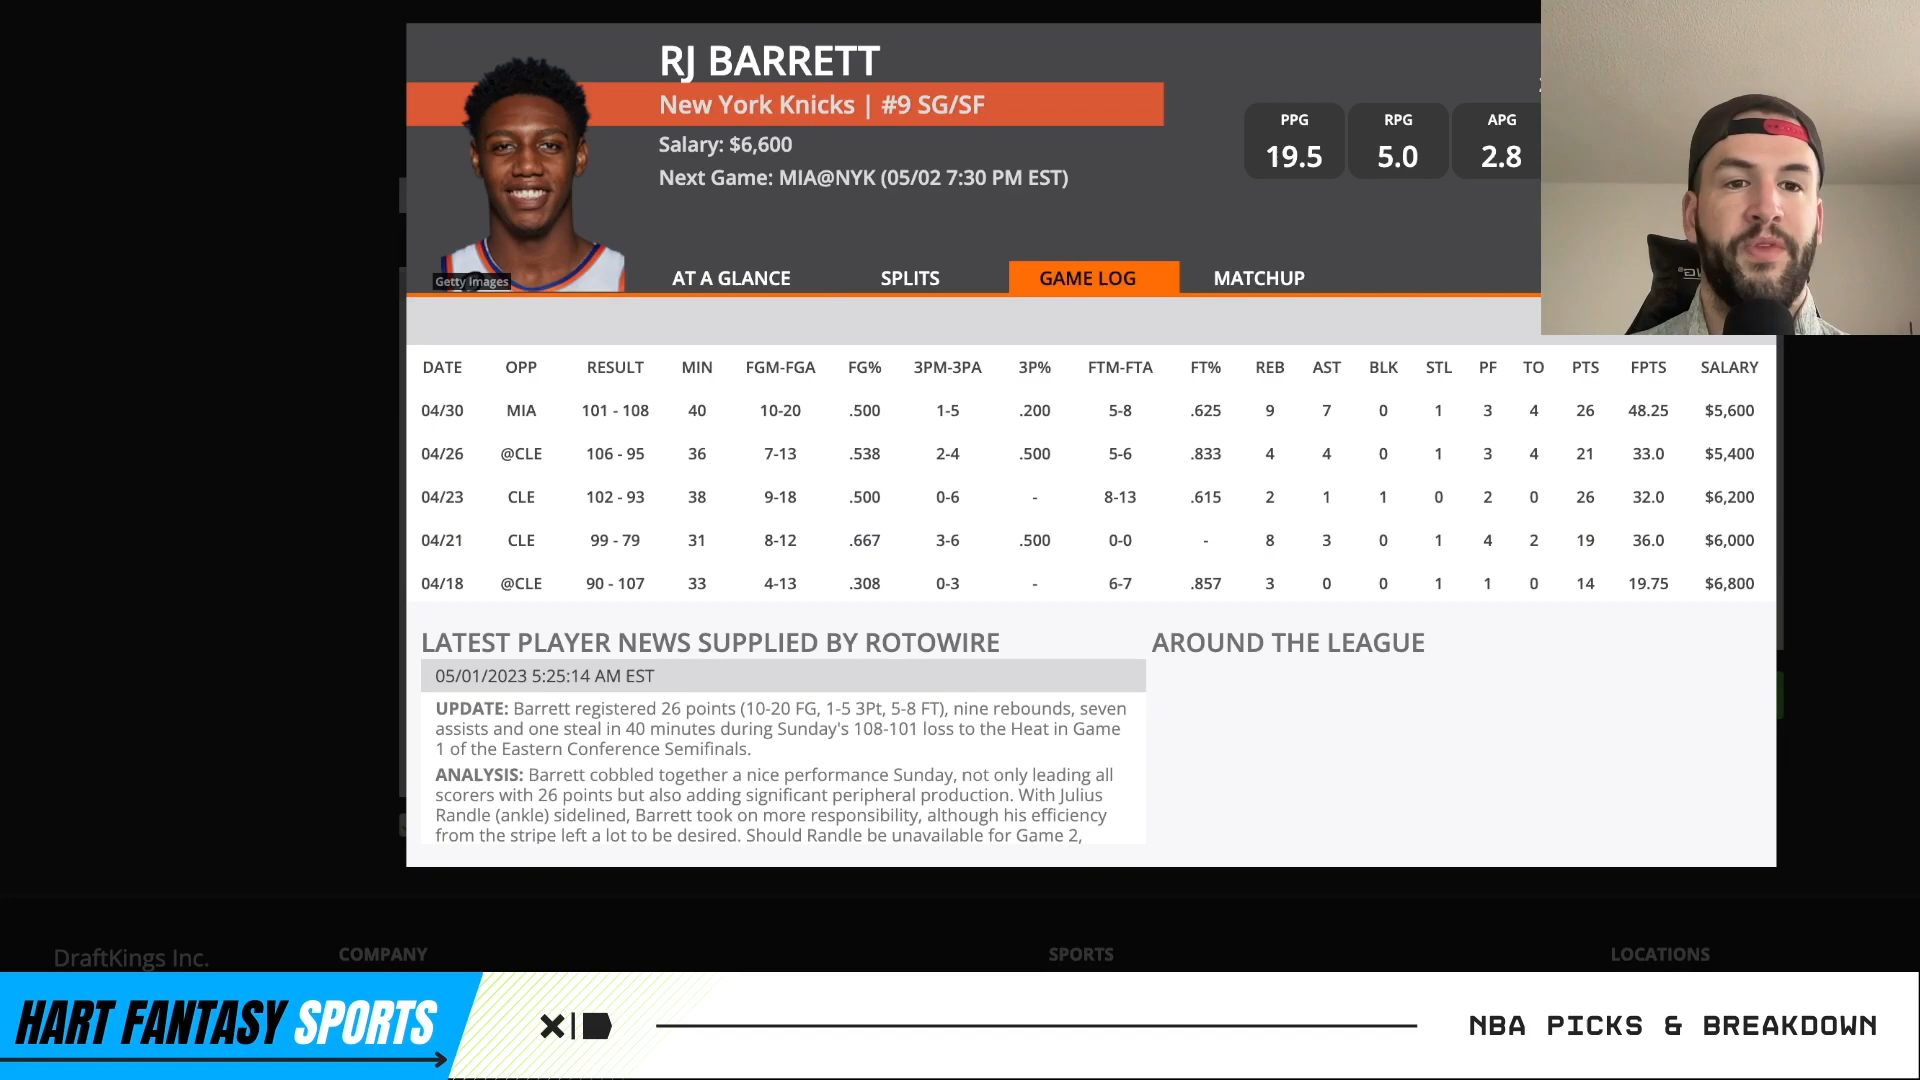 RJ BARRETT
New York Knicks | #9 SG/SF
Salary: $6,600
Next Game: MIA@NYK (05/02 7:30 PM EST)
PPG RPG APG
19.5 5.0 2.8
Getty Images
AT A GLANCE SPLITS GAME LOG MATCHUP
DATE OPP RESULT MIN FGM-FGA FG% 3PM-3PA 3P% FTM-FTA FT% REB AST BLK STL PF TO PTS FPTS SALARY
04/30 MIA 101 - 108 40 10-20 .500 1-5 .200 5-8 .625 9 7 0 1 3 4 26 48.25 $5,600
04/26 @CLE 106 - 95 36 7-13 .538 2-4 .500 5-6 .833 4 4 0 1 3 4 21 33.0 $5,400
04/23 CLE 102 - 93 38 9-18 .500 0-6 - 8-13 .615 2 1 1 0 2 0 26 32.0 $6,200
04/21 CLE 99 - 79 31 8-12 .667 3-6 .500 0-0 - 8 3 0 1 4 2 19 36.0 $6,000
04/18 @CLE 90 - 107 33 4-13 .308 0-3 - 6-7 .857 3 0 0 1 1 0 14 19.75 $6,800
LATEST PLAYER NEWS SUPPLIED BY ROTOWIRE
AROUND THE LEAGUE
05/01/2023 5:25:14 AM EST
UPDATE: Barrett registered 26 points (10-20 FG, 1-5 3Pt, 5-8 FT), nine rebounds, seven
assists and one steal in 40 minutes during Sunday's 108-101 loss to the Heat in Game
1 of the Eastern Conference Semifinals.
ANALYSIS: Barrett cobbled together a nice performance Sunday, not only leading all
scorers with 26 points but also adding significant peripheral production. With Julius
Randle (ankle) sidelined, Barrett took on more responsibility, although his efficiency
from the stripe left a lot to be desired. Should Randle be unavailable for Game 2,
DraftKings Inc. COMPANY SPORTS LOCATIONS
HART FANTASY SPORTS
NBA PICKS & BREAKDOWN